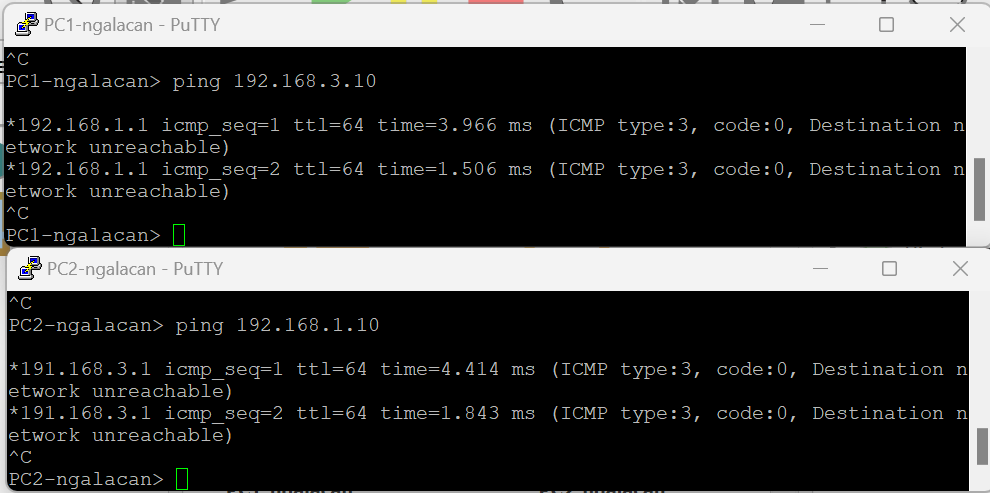 PC1-ngalacan - PuTTY
^C
PC1-ngalacan> ping 192.168.3.10
*192.168.1.1 icmp_seq=1 ttl=64 time=3.966 ms (ICMP type:3, code:0, Destination n
etwork unreachable)
*192.168.1.1 icmp_seq=2 ttl=64 time=1.506 ms (ICMP type:3, code:0, Destination n
etwork unreachable)
^C
PC1-ngalacan>
PC2-ngalacan - PuTTY
^C
PC2-ngalacan> ping 192.168.1.10
*191.168.3.1 icmp_seq=1 ttl=64 time=4.414 ms (ICMP type:3, code:0, Destination n
etwork unreachable)
*191.168.3.1 icmp_seq=2 ttl=64 time=1.843 ms (ICMP type:3, code:0, Destination n
etwork unreachable)
^C
PC2-ngalacan>